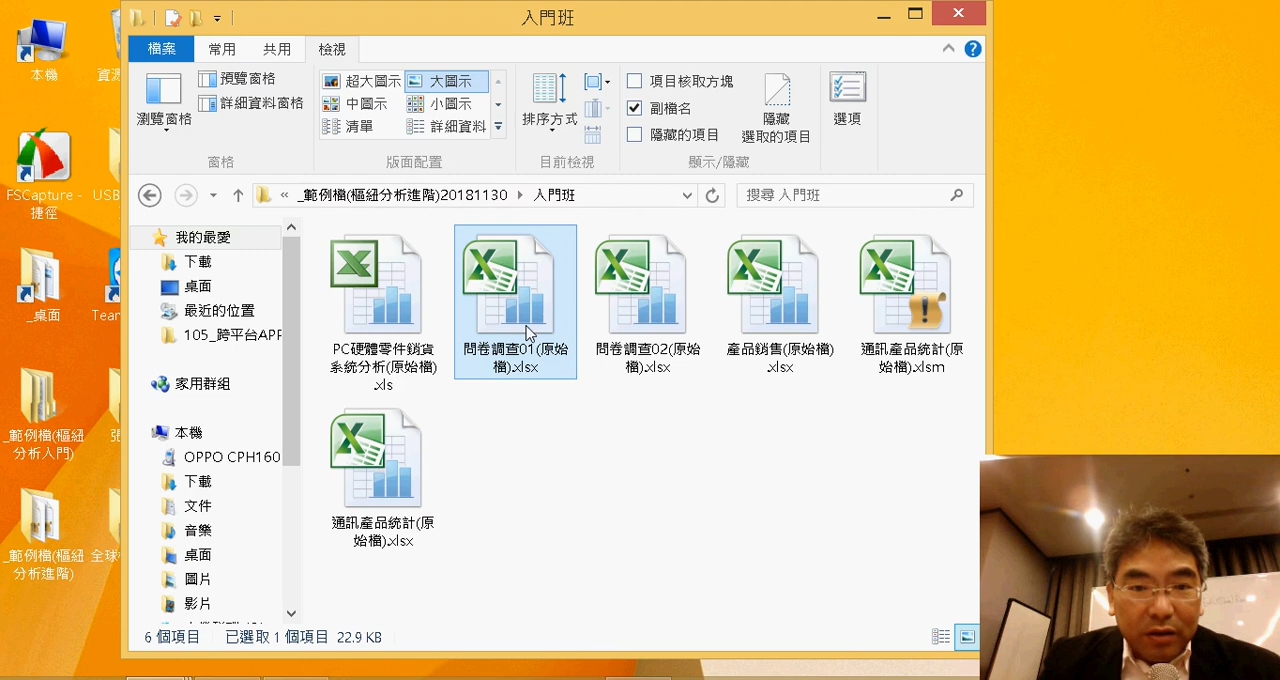 入門班
檔案
常用
共用
檢視
預覽窗格
詳細資料窗格
瀏覽窗格
窗格
超大圖示
大圖示
中圖示
小圖示
清單
詳細資料
版面配置
排序方式
目前檢視
項目核取方塊
副檔名
隱藏的項目
隱藏
選取的項目
顯示/隱藏
選項
« _範例檔(樞紐分析進階)20181130
入門班
搜尋 入門班
我的最愛
下載
桌面
最近的位置
105_跨平台APP
家用群組
本機
OPPO CPH160
下載
文件
音樂
桌面
圖片
影片
PC硬體零件銷貨
系統分析(原始檔)
.xls
問卷調查01(原始
檔).xlsx
問卷調查02(原始
檔).xlsx
產品銷售(原始檔)
.xlsx
通訊產品統計(原
始檔).xlsm
通訊產品統計(原
始檔).xlsx
6 個項目
已選取 1 個項目 22.9 KB
本機
資源
FSCapture -
捷徑
USB
_桌面
Team
_範例檔(樞紐
分析入門)
張
_範例檔(樞紐
分析進階)
全球